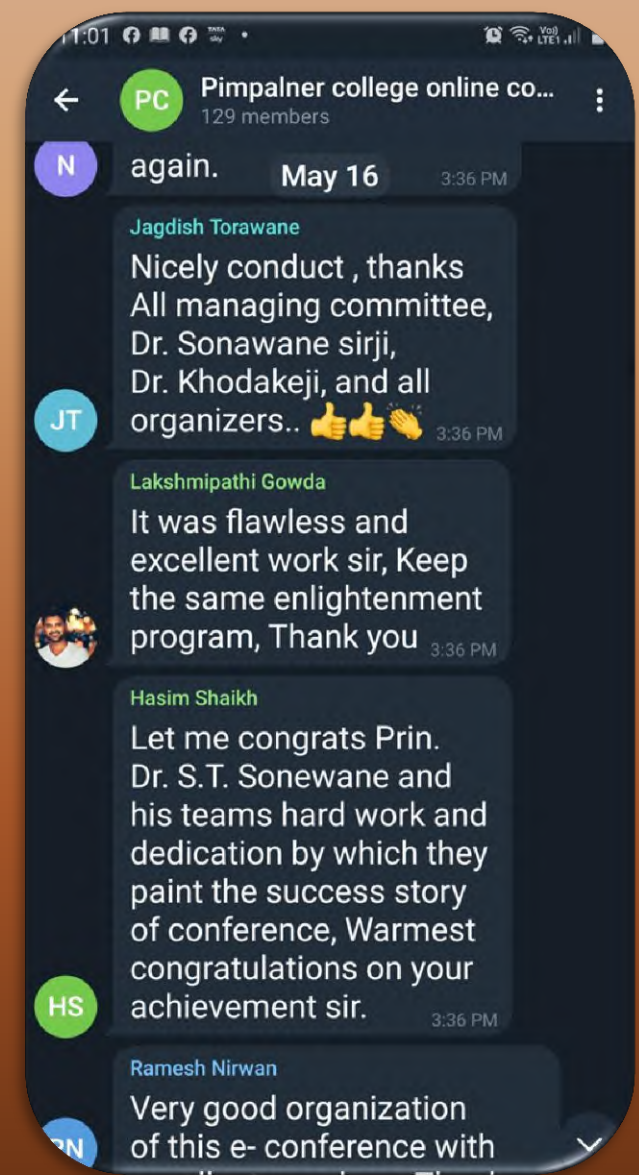 11:01
PC
Pimpalner college online co...
129 members
N
again.
May 16
3:36 PM
Jagdish Torawane
Nicely conduct , thanks
All managing committee,
Dr. Sonawane sirji,
Dr. Khodakeji, and all
organizers.. 👍👍👏
3:36 PM
JT
Lakshmipathi Gowda
It was flawless and
excellent work sir, Keep
the same enlightenment
program, Thank you
3:36 PM
Hasim Shaikh
Let me congrats Prin.
Dr. S.T. Sonewane and
his teams hard work and
dedication by which they
paint the success story
of conference, Warmest
congratulations on your
achievement sir.
3:36 PM
HS
Ramesh Nirwan
Very good organization
of this e- conference with
RN